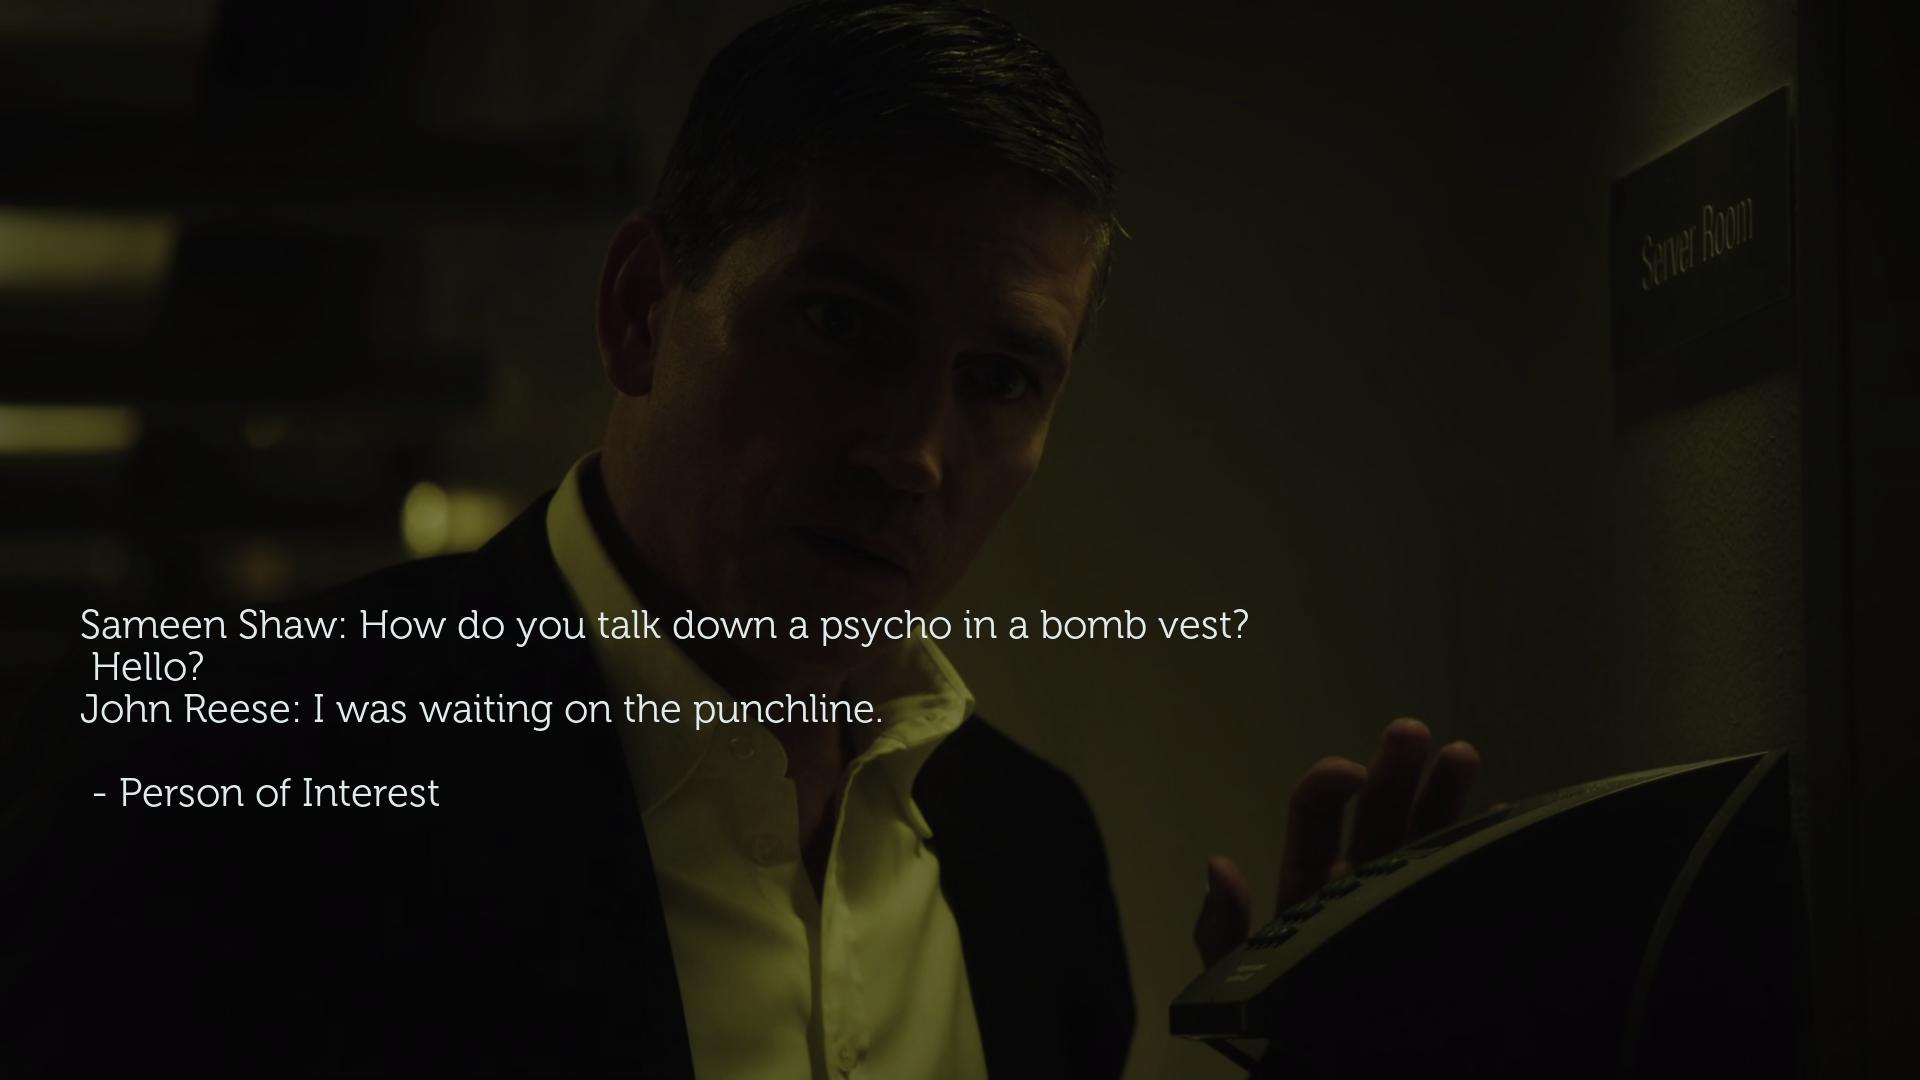 Server Room
Sameen Shaw: How do you talk down a psycho in a bomb vest?
Hello?
John Reese: I was waiting on the punchline.
- Person of Interest